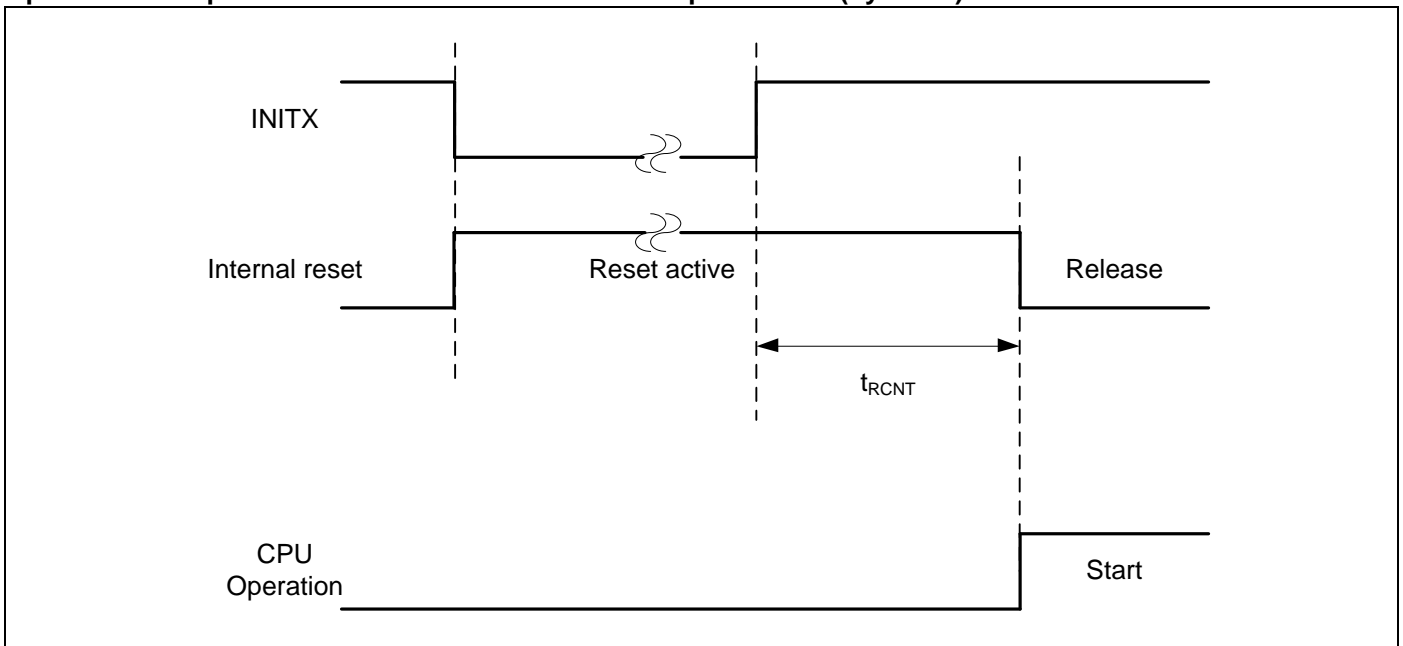 INITX
Internal reset
Reset active
Release
tRCNT
CPU
Operation
Start